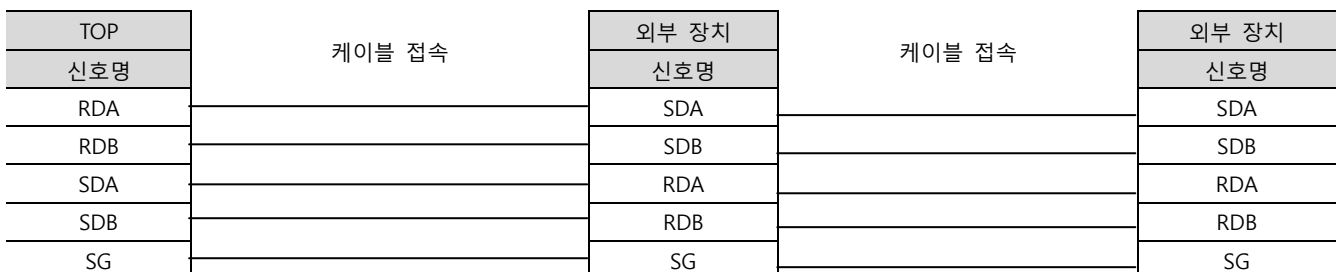 TOP 케이블 접속 외부 장치 케이블 접속 외부 장치
신호명 신호명 신호명
RDA SDA SDA
RDB SDB SDB
SDA RDA RDA
SDB RDB RDB
SG SG SG